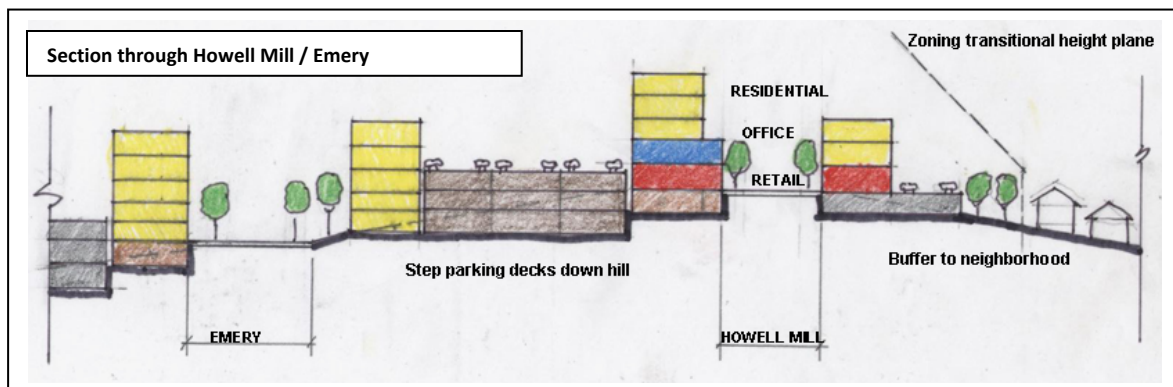 Section through Howell Mill / Emery
Zoning transitional height plane
RESIDENTIAL
OFFICE
RETAIL
Step parking decks down hill
Buffer to neighborhood
EMERY
HOWELL MILL